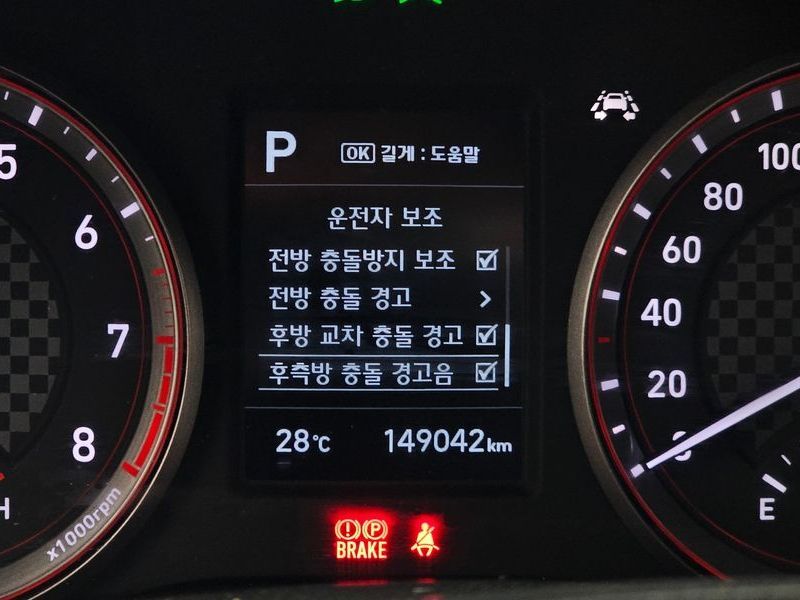 P
OK 길게 : 도움말
운전자 보조
전방 충돌방지 보조
전방 충돌 경고
후방 교차 충돌 경고
후측방 충돌 경고음
28℃ 149042km
5
6
7
8
x1000rpm
H
100
80
60
40
20
0
E
(!) (P)
BRAKE